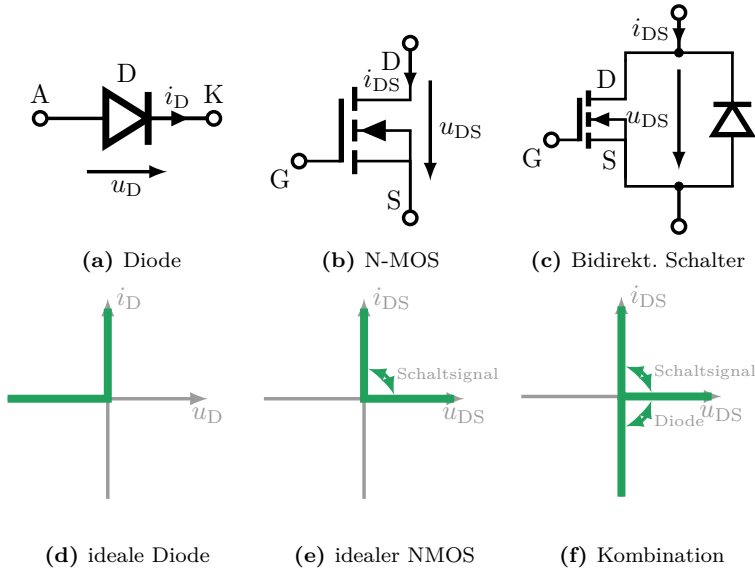 A
D
i_D
K
u_D
(a) Diode
D
i_DS
u_DS
G
S
(b) N-MOS
i_DS
D
u_DS
G
S
(c) Bidirekt. Schalter
i_D
u_D
(d) ideale Diode
i_DS
Schaltsignal
u_DS
(e) idealer NMOS
i_DS
Schaltsignal
u_DS
Diode
(f) Kombination